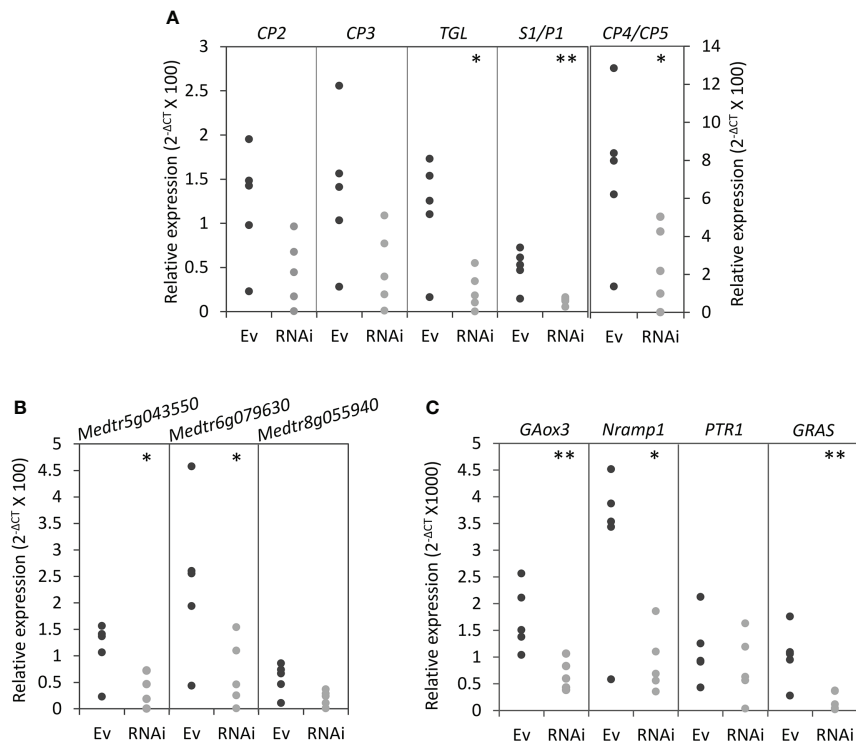 A
CP2 CP3 TGL S1/P1 CP4/CP5
* ** *
Relative expression (2-ΔCT X 100)
3
2.5
2
1.5
1
0.5
0
14
12
10
8
6
4
2
0
Relative expression (2-ΔCT X 100)
Ev RNAi Ev RNAi Ev RNAi Ev RNAi Ev RNAi
B
Medtr5g043550 Medtr6g079630 Medtr8g055940
* *
Relative expression (2-ΔCT X 100)
5
4.5
4
3.5
3
2.5
2
1.5
1
0.5
0
Ev RNAi Ev RNAi Ev RNAi
C
GAox3 Nramp1 PTR1 GRAS
** * **
Relative expression (2-ΔCT X1000)
5
4.5
4
3.5
3
2.5
2
1.5
1
0.5
0
Ev RNAi Ev RNAi Ev RNAi Ev RNAi